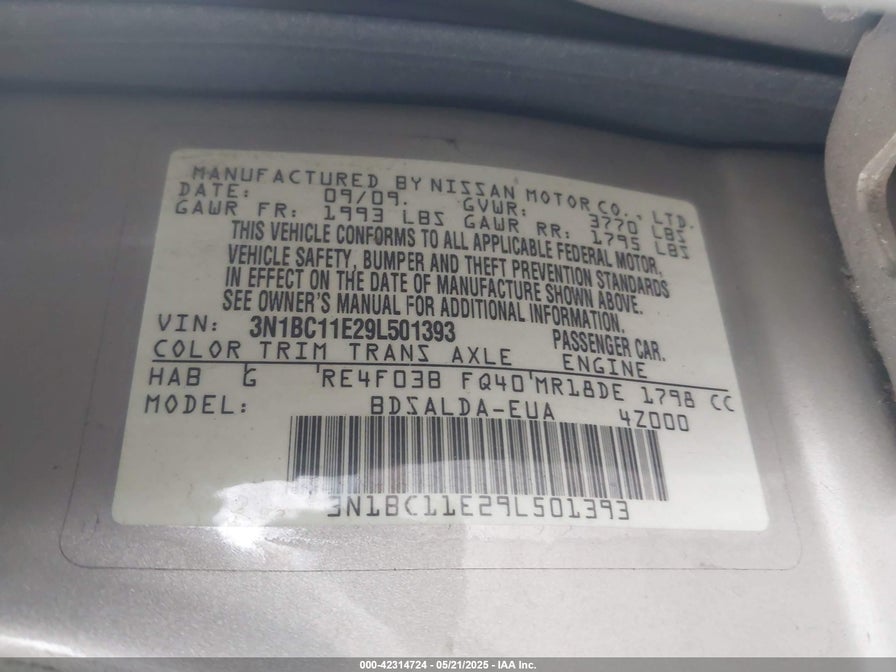 MANUFACTURED BY NISSAN MOTOR CO., LTD.
DATE: 09/09. GVWR: 3770 LBS
GAWR FR: 1993 LBS GAWR RR: 1795 LBS
THIS VEHICLE CONFORMS TO ALL APPLICABLE FEDERAL MOTOR,
VEHICLE SAFETY, BUMPER AND THEFT PREVENTION STANDARDS
IN EFFECT ON THE DATE OF MANUFACTURE SHOWN ABOVE.
SEE OWNER'S MANUAL FOR ADDITIONAL INFORMATION.
VIN: 3N1BC11E29L501393 PASSENGER CAR.
COLOR TRIM TRANS AXLE ENGINE
HAB G RE4F03B FQ40 MR18DE 1798 CC
MODEL: BDSALDA-EUA 4Z000
3N1BC11E29L501393
000-42314724 - 05/21/2025 - IAA Inc.